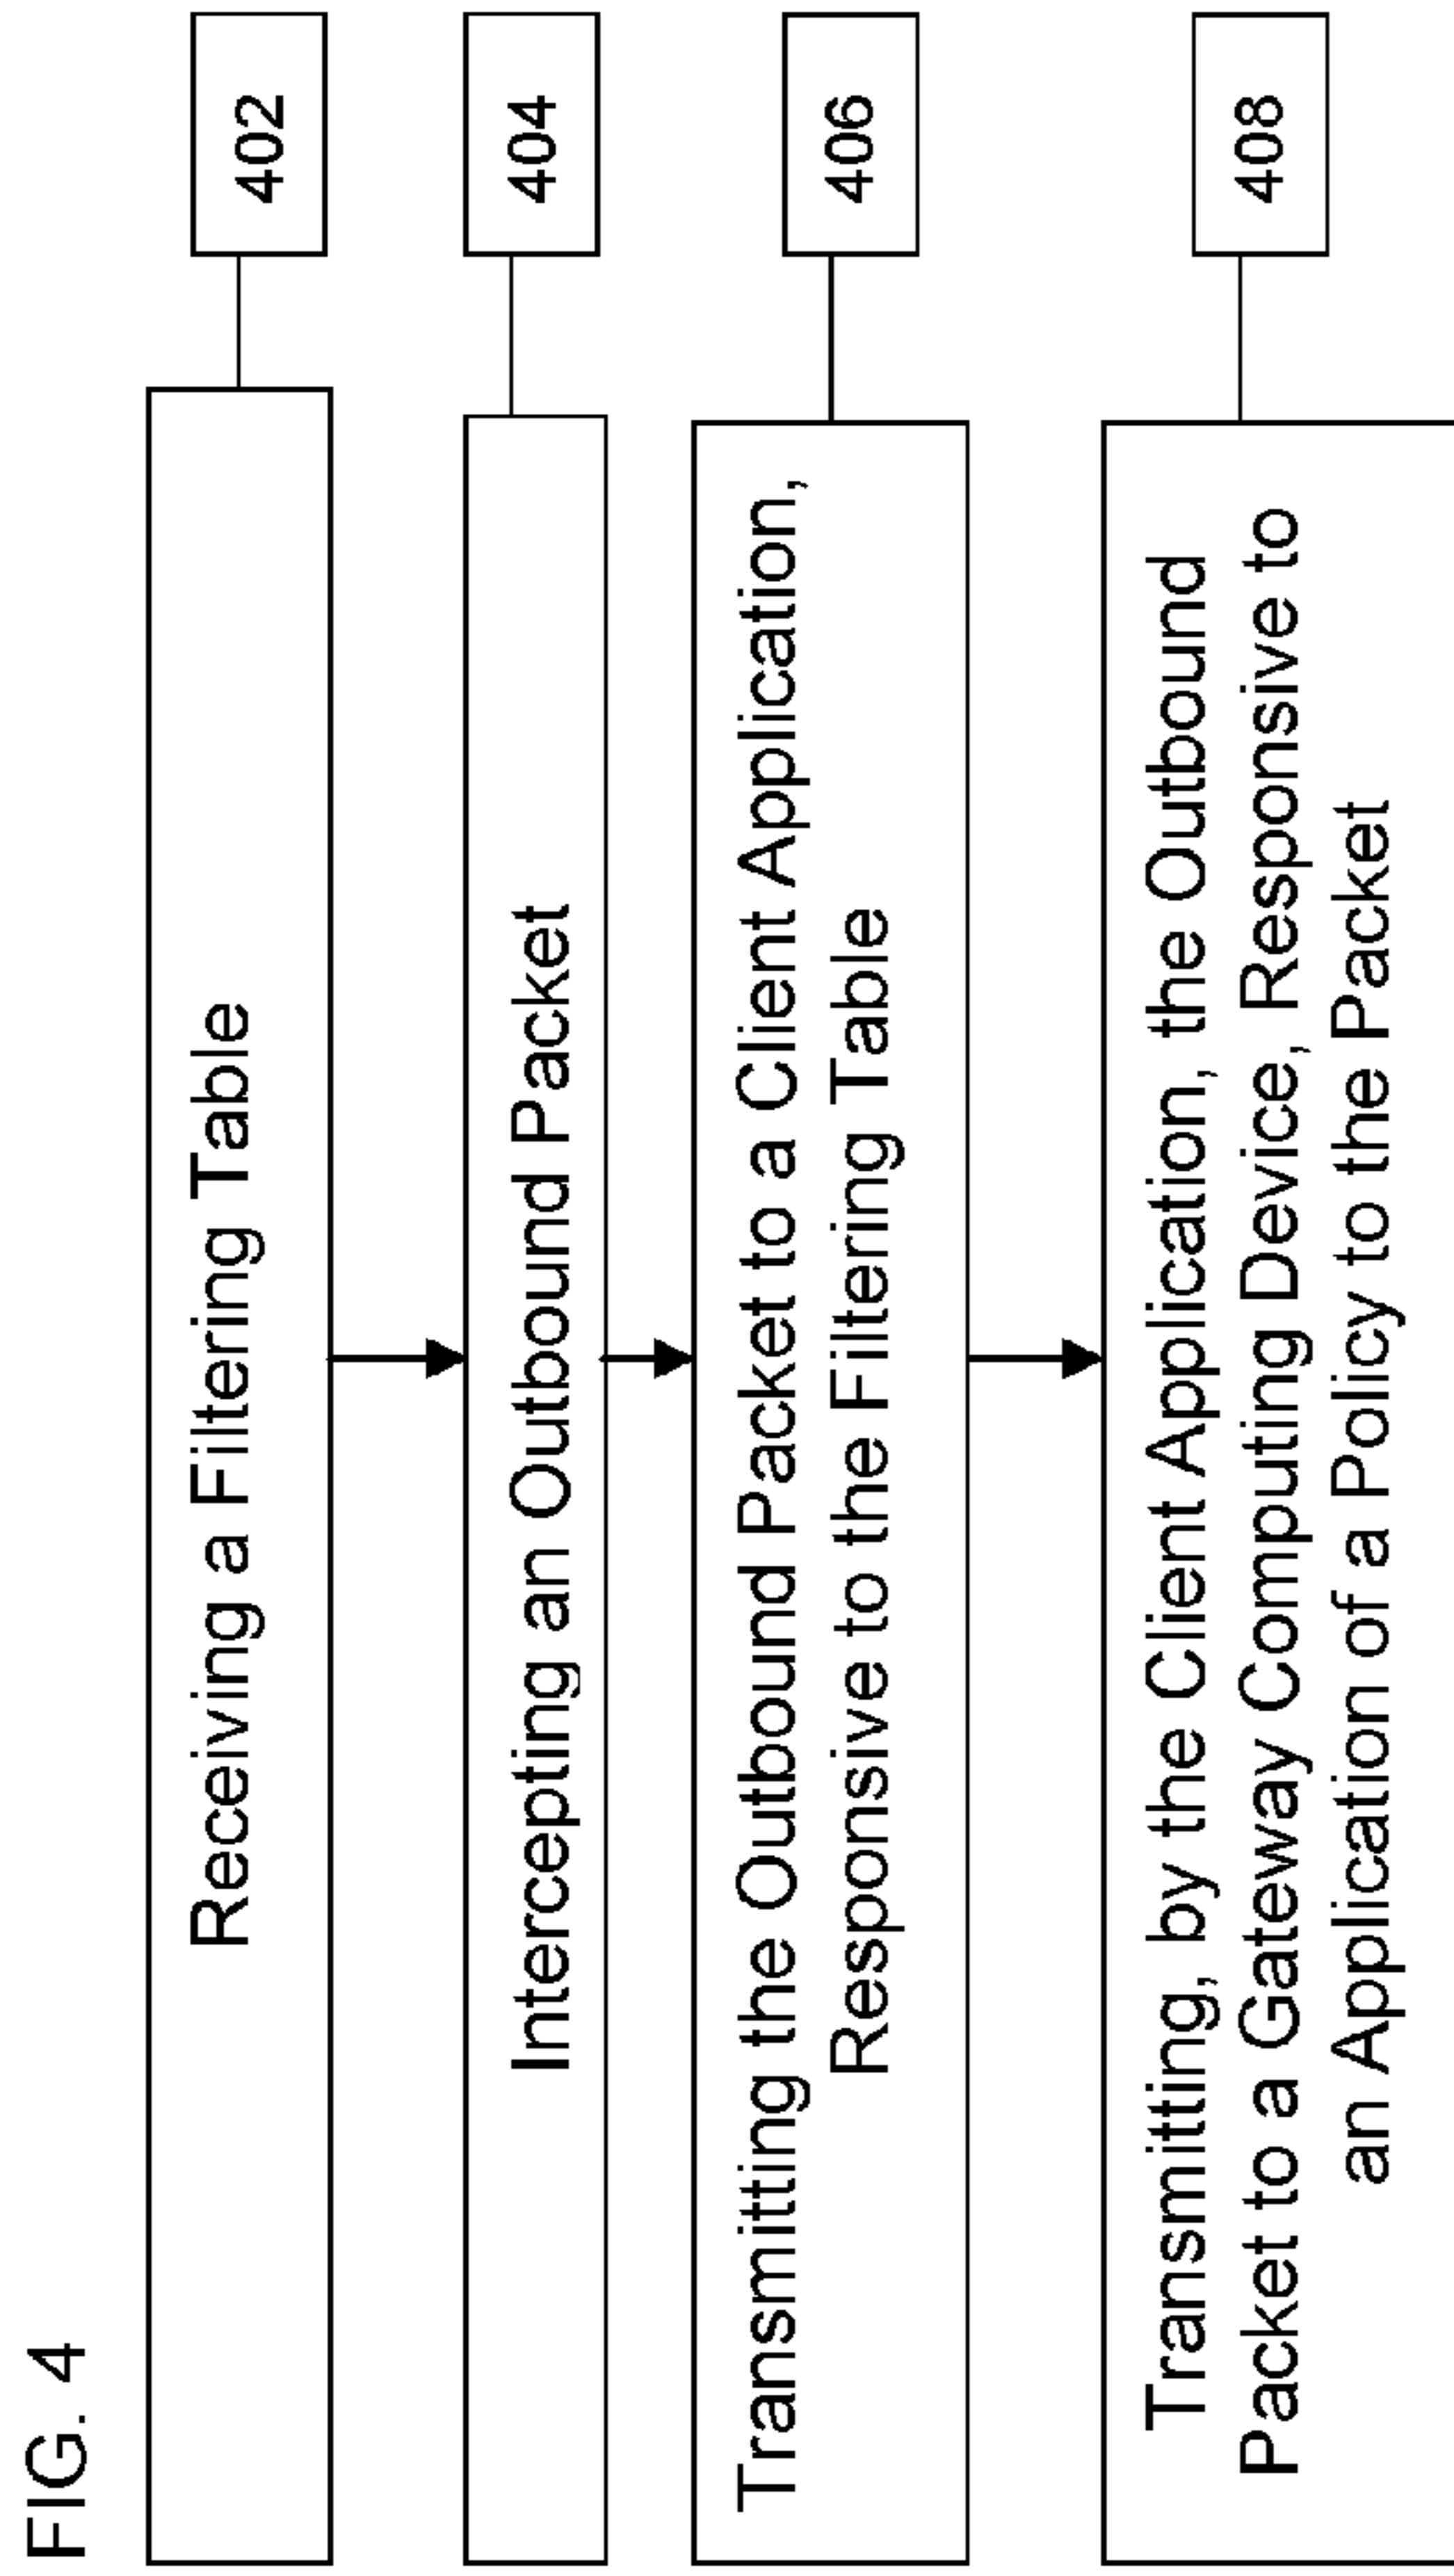 FIG. 4
Receiving a Filtering Table
402
Intercepting an Outbound Packet
404
Transmitting the Outbound Packet to a Client Application,
Responsive to the Filtering Table
406
Transmitting, by the Client Application, the Outbound
Packet to a Gateway Computing Device, Responsive to
an Application of a Policy to the Packet
408